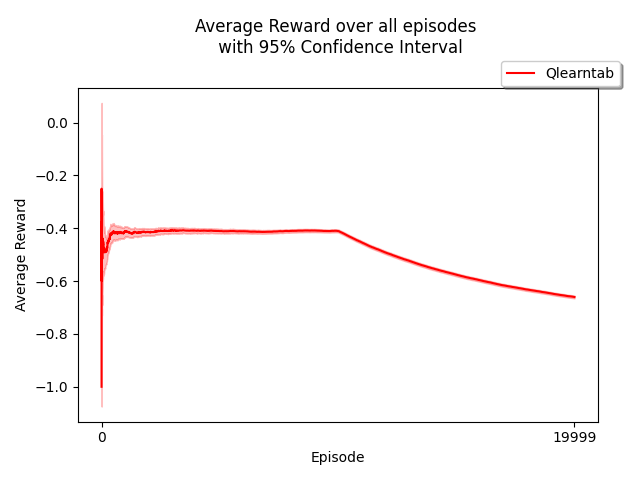 Average Reward over all episodes
with 95% Confidence Interval
Qlearntab
Average Reward
0.0
−0.2
−0.4
−0.6
−0.8
−1.0
0
19999
Episode